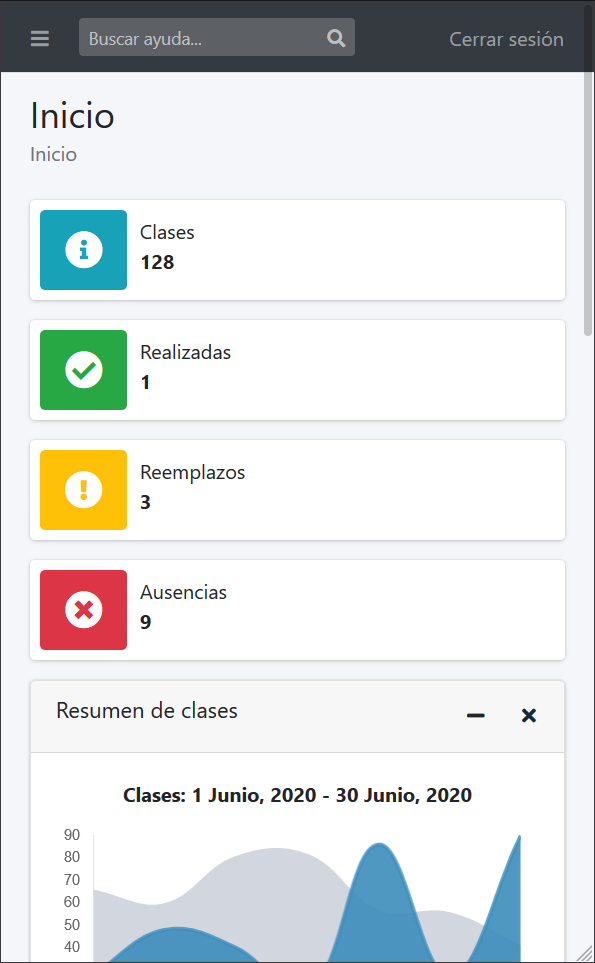 Buscar ayuda...
Cerrar sesión
Inicio
Inicio
Clases
128
Realizadas
1
Reemplazos
3
Ausencias
9
Resumen de clases
Clases: 1 Junio, 2020 - 30 Junio, 2020
90
80
70
60
50
40